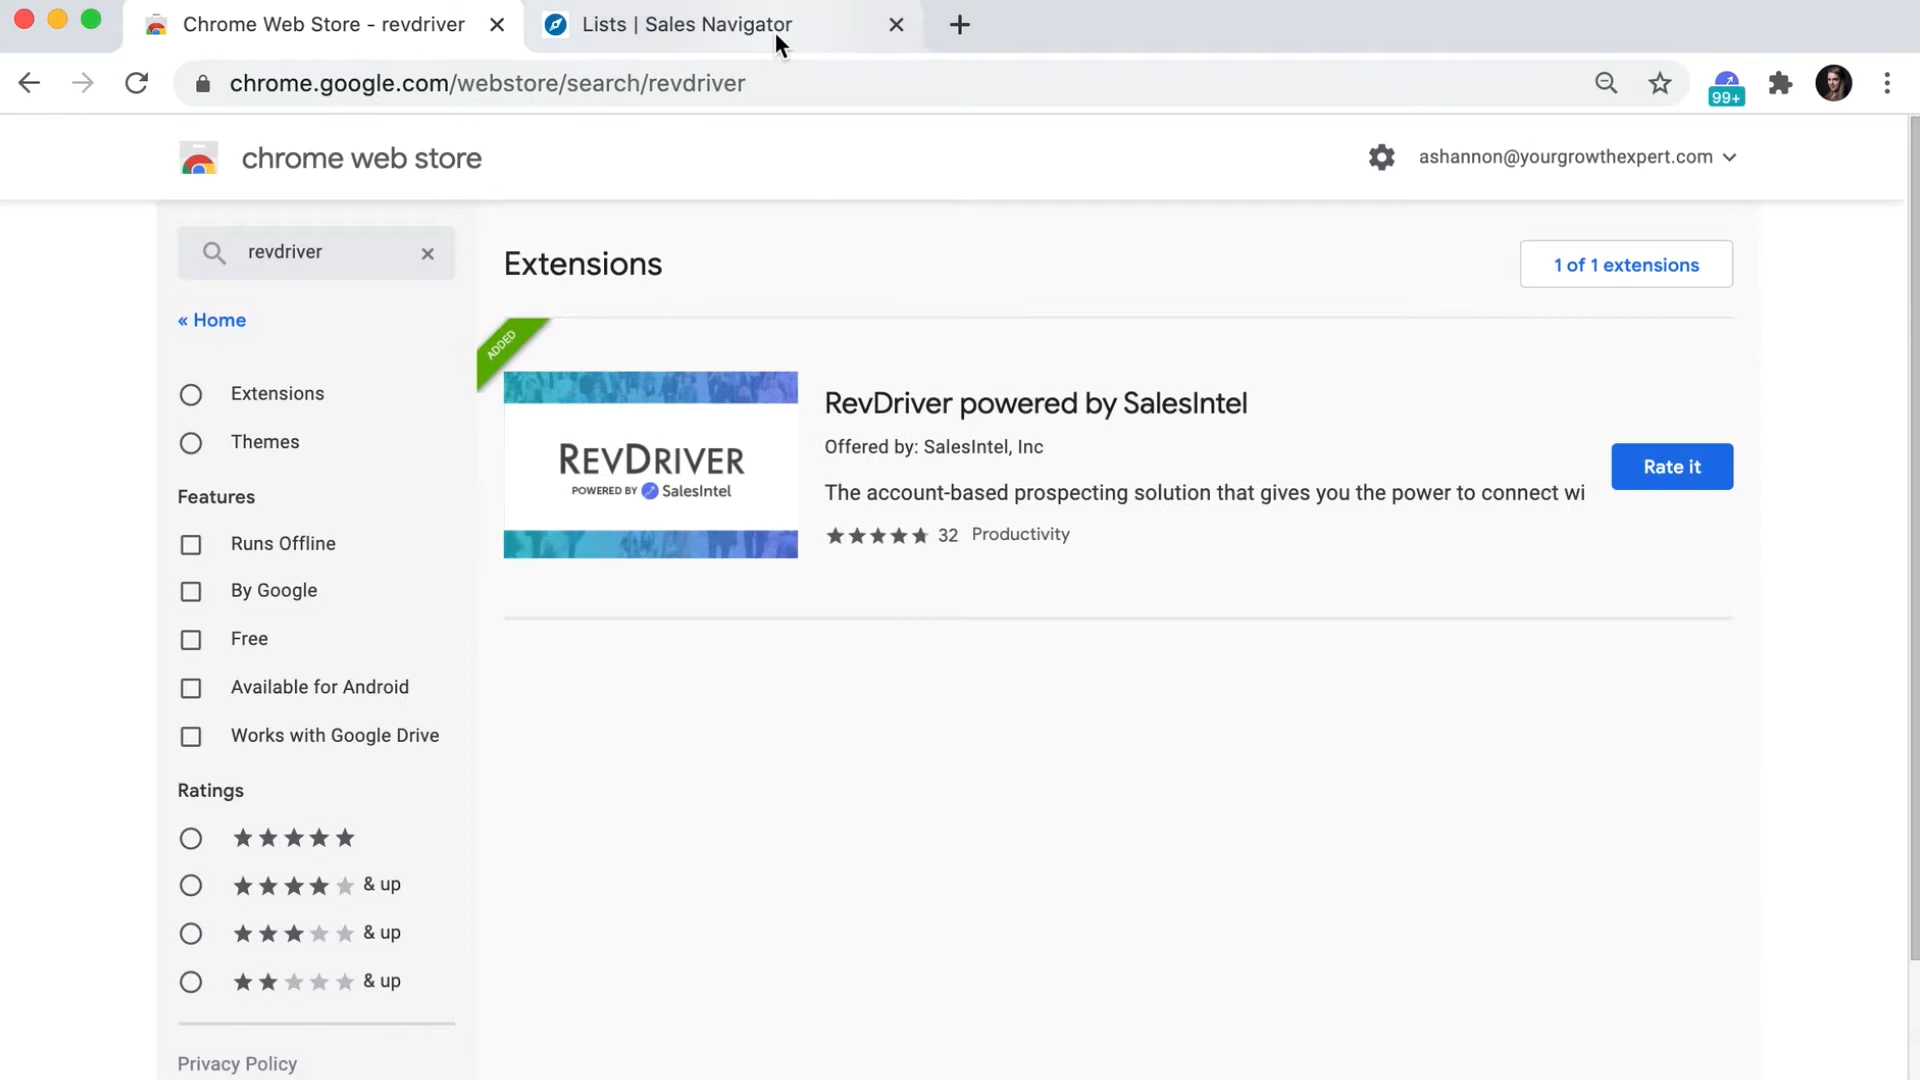 Chrome Web Store - revdriver
Lists | Sales Navigator
chrome.google.com/webstore/search/revdriver
99+
chrome web store
ashannon@yourgrowthexpert.com
revdriver
Extensions
1 of 1 extensions
« Home
ADDED
Extensions
Themes
REVDRIVER
POWERED BY SalesIntel
RevDriver powered by SalesIntel
Offered by: SalesIntel, Inc
The account-based prospecting solution that gives you the power to connect wi
32 Productivity
Rate it
Features
Runs Offline
By Google
Free
Available for Android
Works with Google Drive
Ratings
& up
& up
& up
Privacy Policy